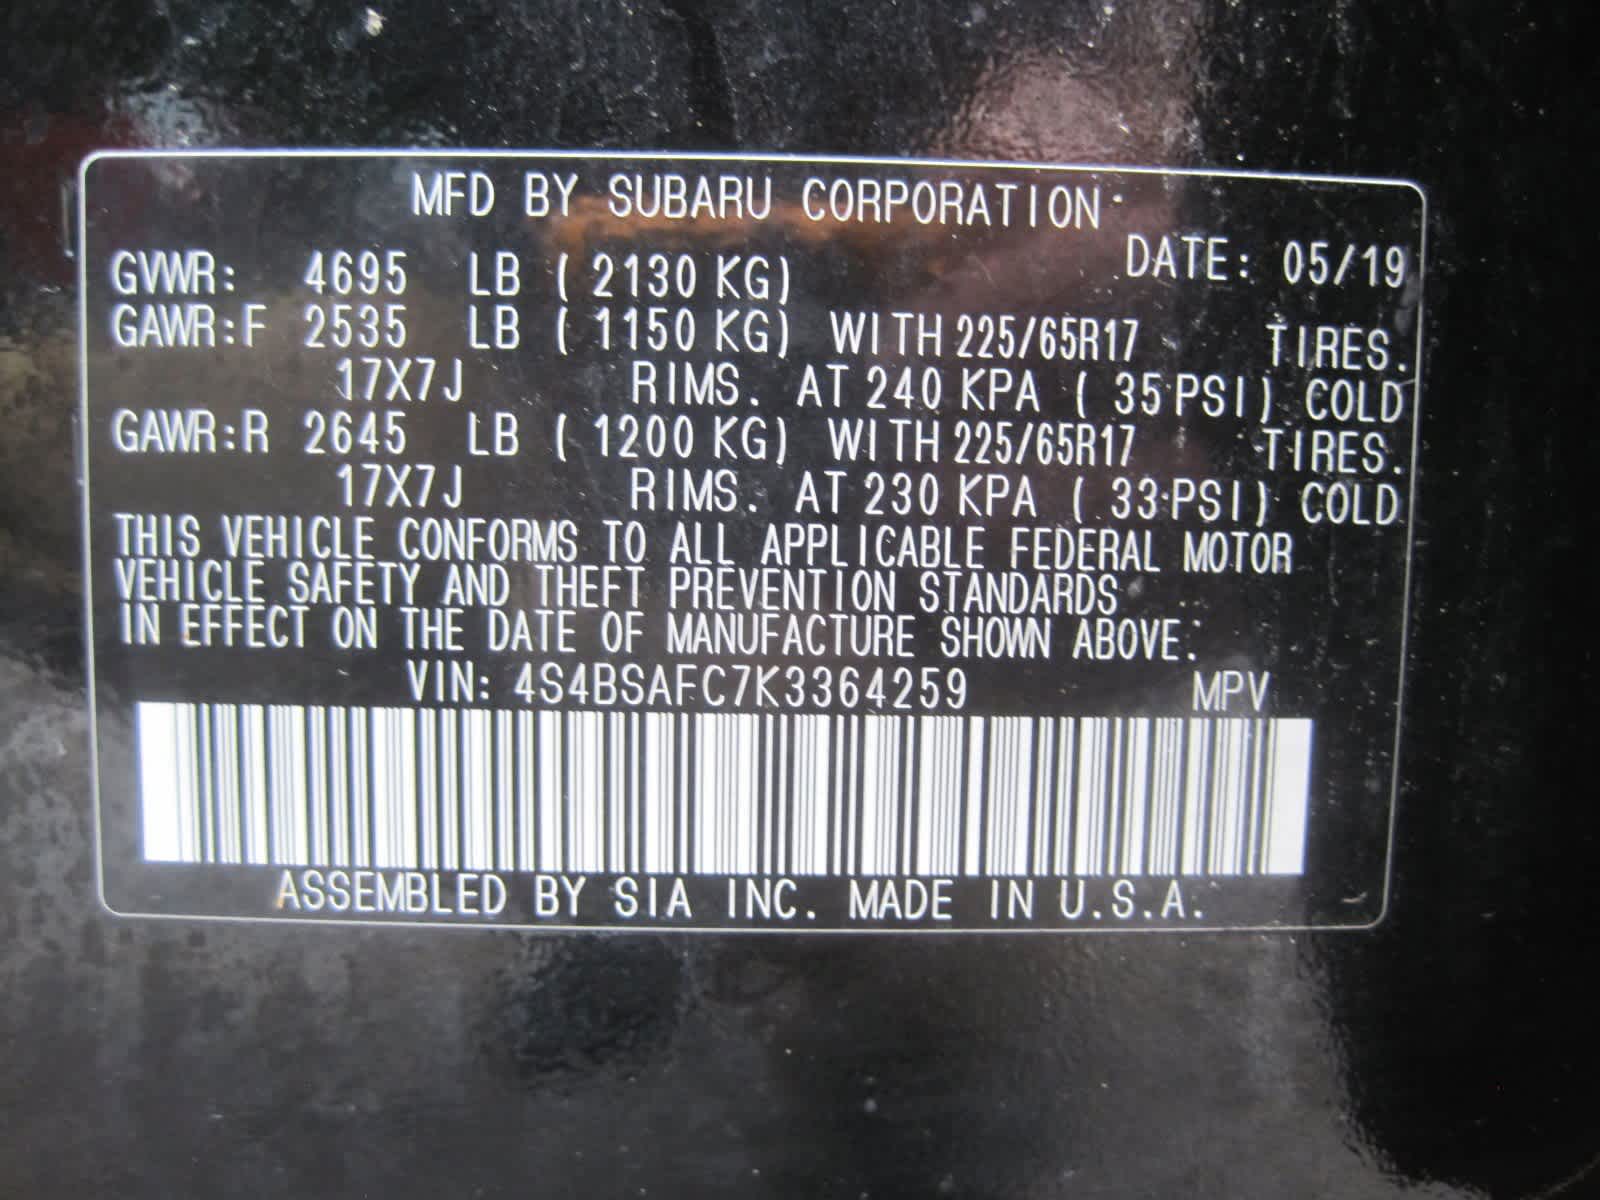 MFD BY SUBARU CORPORATION
DATE: 05/19
GVWR: 4695 LB ( 2130 KG)
GAWR:F 2535 LB ( 1150 KG) WITH 225/65R17 TIRES.
17X7J RIMS. AT 240 KPA ( 35 PSI) COLD
GAWR:R 2645 LB ( 1200 KG) WITH 225/65R17 TIRES.
17X7J RIMS. AT 230 KPA ( 33 PSI) COLD
THIS VEHICLE CONFORMS TO ALL APPLICABLE FEDERAL MOTOR
VEHICLE SAFETY AND THEFT PREVENTION STANDARDS
IN EFFECT ON THE DATE OF MANUFACTURE SHOWN ABOVE.
VIN: 4S4BSAFC7K3364259 MPV
ASSEMBLED BY SIA INC. MADE IN U.S.A.